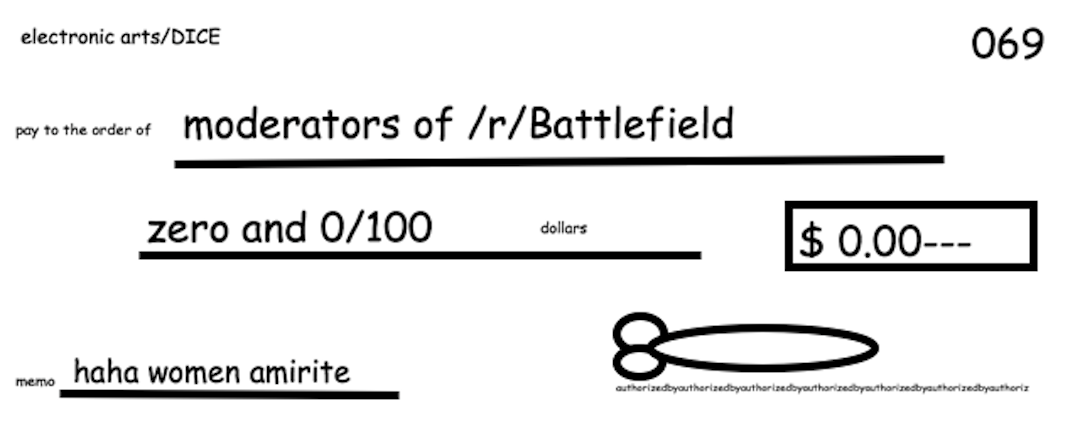 electronic arts/DICE
069
pay to the order of moderators of /r/Battlefield
zero and 0/100 dollars
$ 0.00---
memo haha women amirite
authorizedbyauthorizedbyauthorizedbyauthorizedbyauthorizedbyauthorizedbyauthoriz